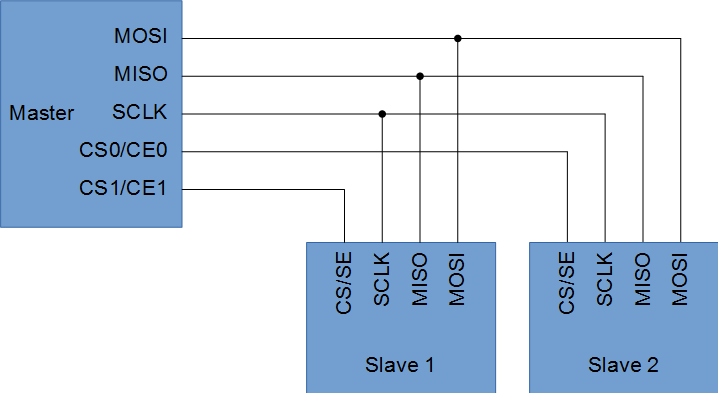 MOSI
MISO
Master
SCLK
CS0/CE0
CS1/CE1
CS/SE
SCLK
MISO
MOSI
Slave 1
CS/SE
SCLK
MISO
MOSI
Slave 2